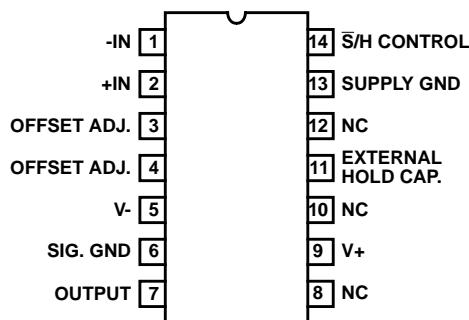 -IN 1 14 S̅/H CONTROL
+IN 2 13 SUPPLY GND
OFFSET ADJ. 3 12 NC
OFFSET ADJ. 4 11 EXTERNAL
HOLD CAP.
V- 5 10 NC
SIG. GND 6 9 V+
OUTPUT 7 8 NC